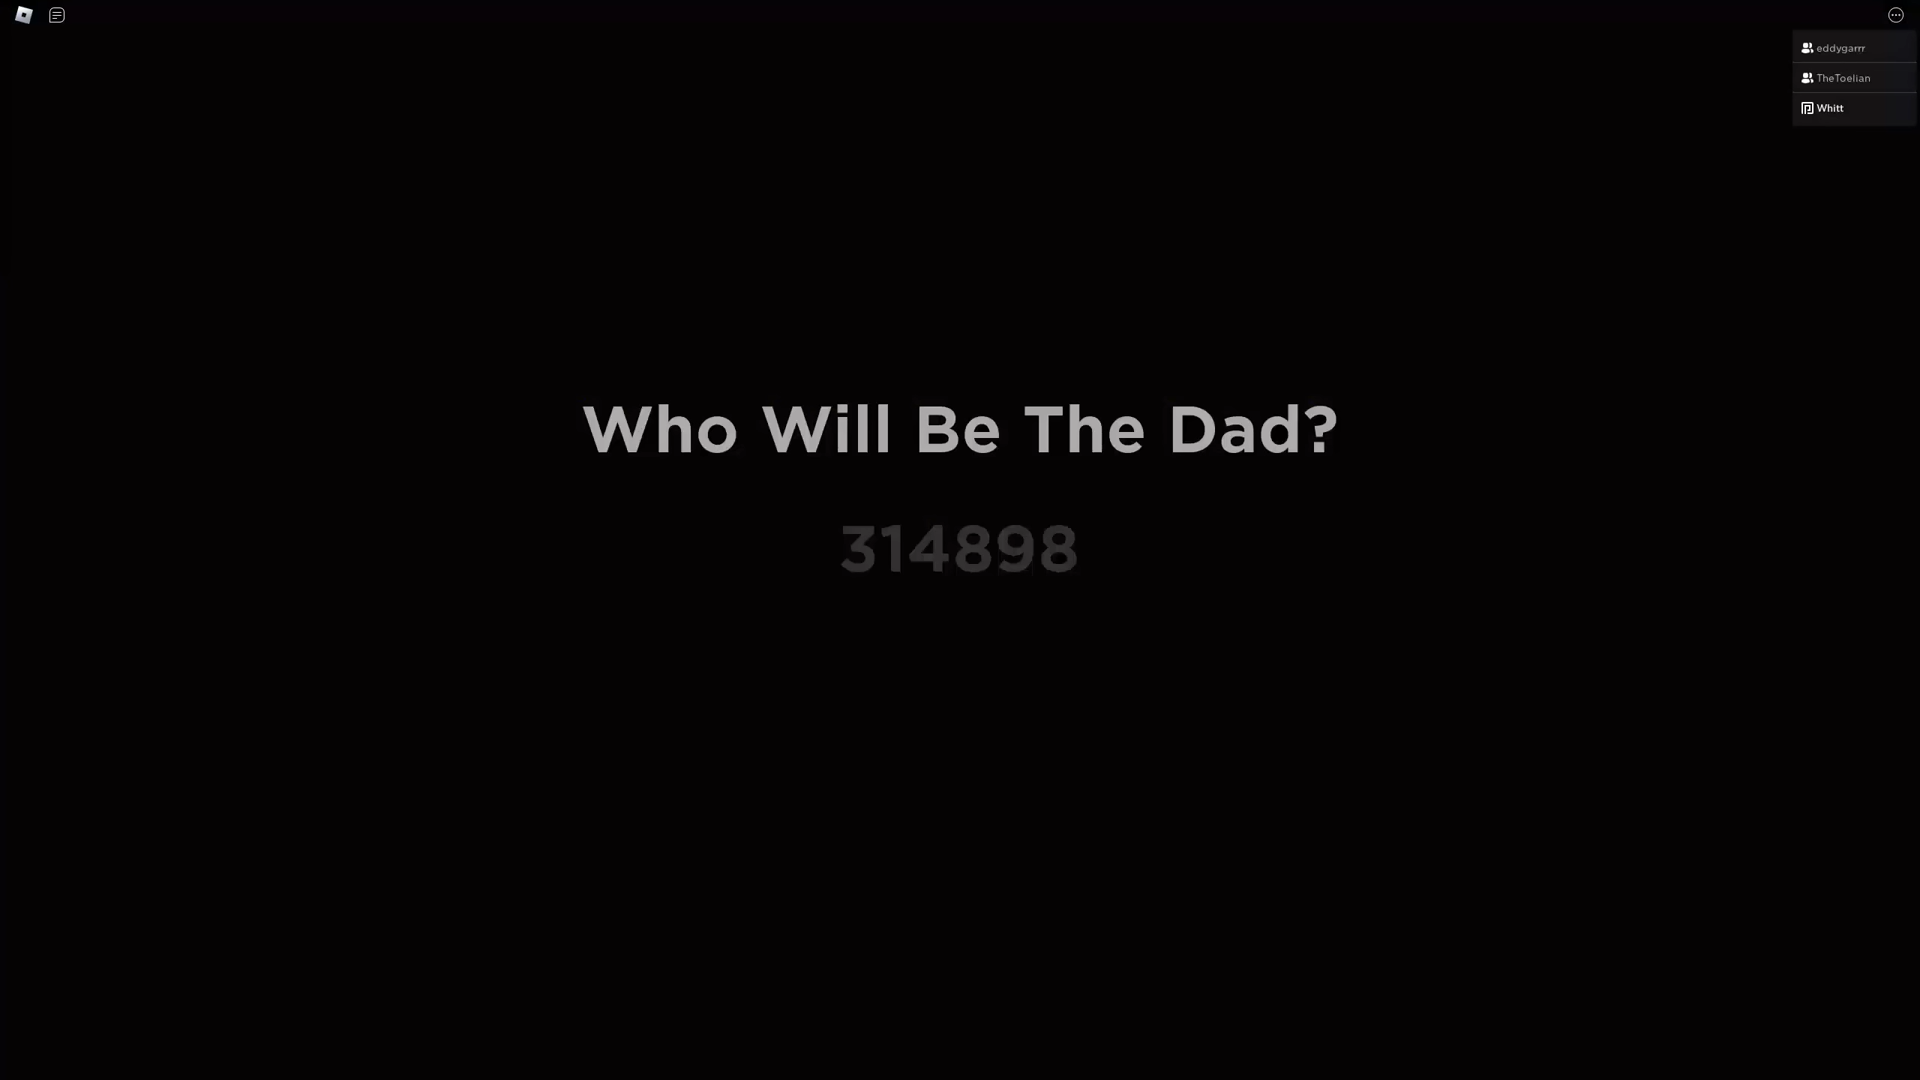 eddygarrr
TheToelian
Whitt
Who Will Be The Dad?
314898